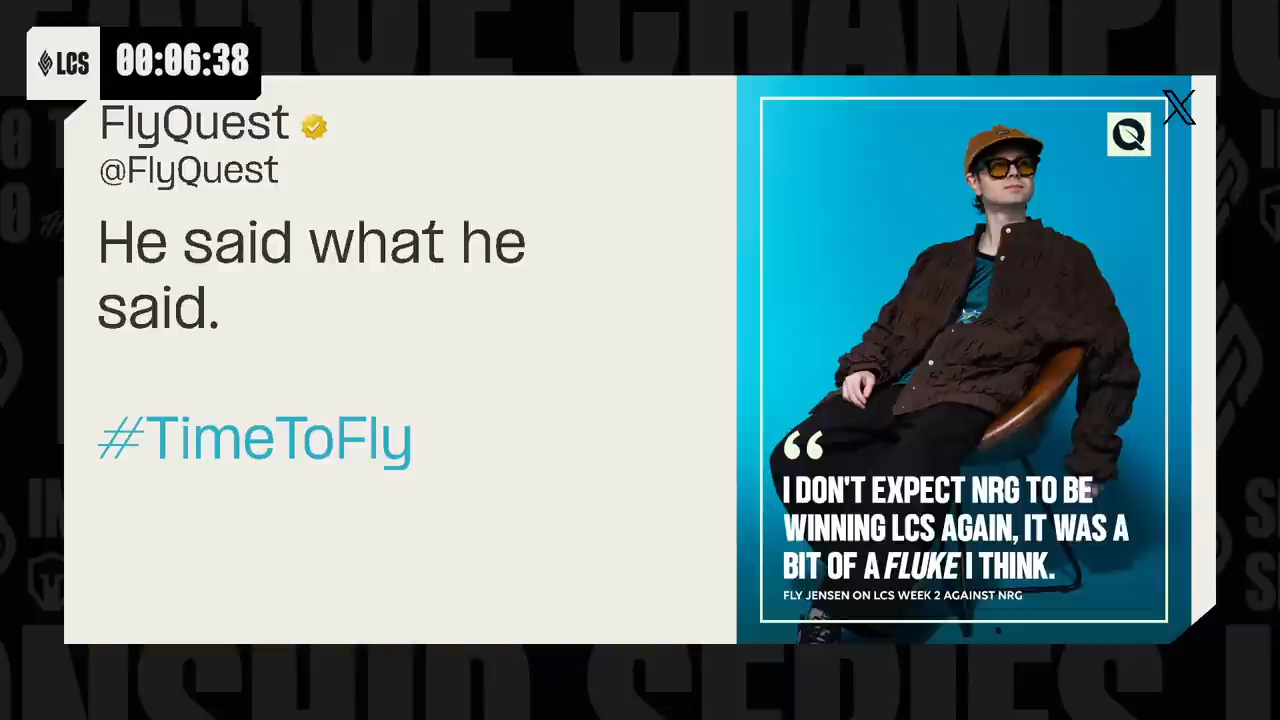 LCS
00:06:38
FlyQuest
@FlyQuest
He said what he
said.
#TimeToFly
“
I DON'T EXPECT NRG TO BE
WINNING LCS AGAIN, IT WAS A
BIT OF A FLUKE I THINK.
FLY JENSEN ON LCS WEEK 2 AGAINST NRG